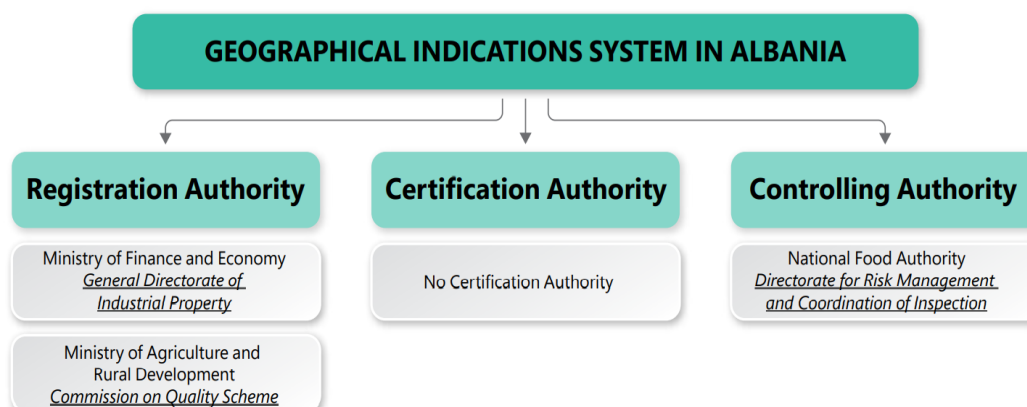 GEOGRAPHICAL INDICATIONS SYSTEM IN ALBANIA
Registration Authority
Ministry of Finance and Economy
General Directorate of
Industrial Property
Ministry of Agriculture and
Rural Development
Commission on Quality Scheme
Certification Authority
No Certification Authority
Controlling Authority
National Food Authority
Directorate for Risk Management
and Coordination of Inspection